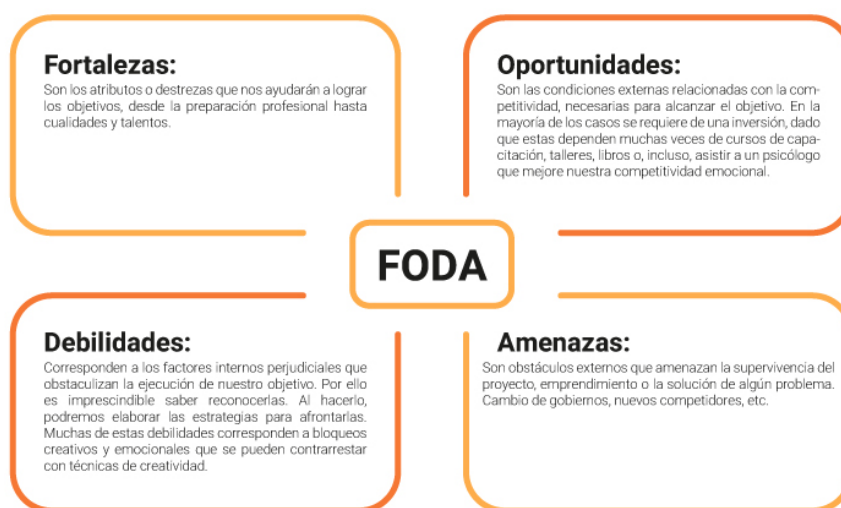 Fortalezas:
Son los atributos o destrezas que nos ayudarán a lograr
los objetivos, desde la preparación profesional hasta
cualidades y talentos.
Oportunidades:
Son las condiciones externas relacionadas con la com-
petitividad, necesarias para alcanzar el objetivo. En la
mayoría de los casos se requiere de una inversión, dado
que estas dependen muchas veces de cursos de capa-
citación, talleres, libros o, incluso, asistir a un psicólogo
que mejore nuestra competitividad emocional.
FODA
Debilidades:
Corresponden a los factores internos perjudiciales que
obstaculizan la ejecución de nuestro objetivo. Por ello
es imprescindible saber reconocerlas. Al hacerlo,
podremos elaborar las estrategias para afrontarlas.
Muchas de estas debilidades corresponden a bloqueos
creativos y emocionales que se pueden contrarrestar
con técnicas de creatividad.
Amenazas:
Son obstáculos externos que amenazan la supervivencia del
proyecto, emprendimiento o la solución de algún problema.
Cambio de gobiernos, nuevos competidores, etc.